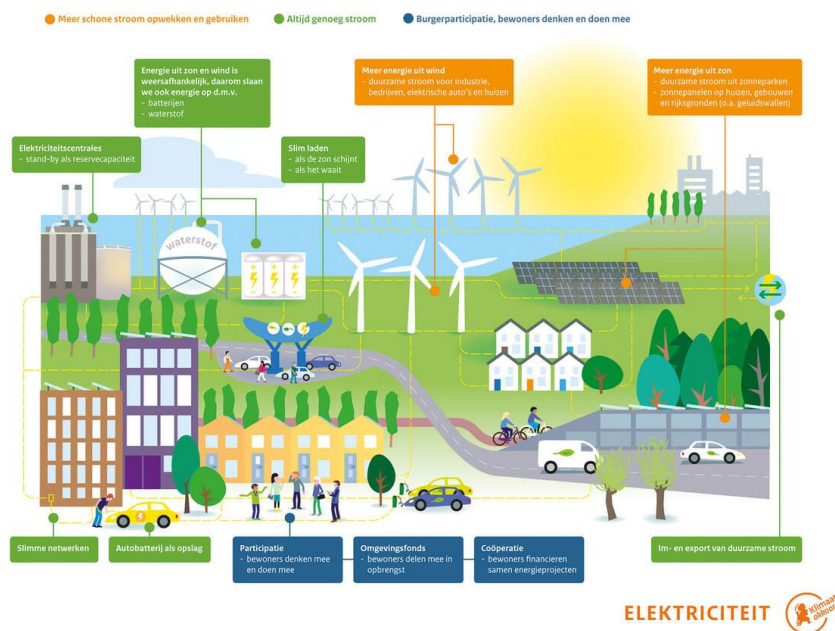 Meer schone stroom opwekken en gebruiken
Altijd genoeg stroom
Burgerparticipatie, bewoners denken en doen mee
Energie uit zon en wind is
weersafhankelijk, daarom slaan
we ook energie op d.m.v.
- batterijen
- waterstof
Meer energie uit wind
- duurzame stroom voor industrie,
bedrijven, elektrische auto's en huizen
Meer energie uit zon
- duurzame stroom uit zonneparken
- zonnepanelen op huizen, gebouwen
en rijksgronden (o.a. geluidswallen)
Elektriciteitscentrales
- stand-by als reservecapaciteit
Slim laden
- als de zon schijnt
- als het waait
waterstof
Slimme netwerken
Autobatterij als opslag
Participatie
- bewoners denken mee
en doen mee
Omgevingsfonds
- bewoners delen mee in
opbrengst
Coöperatie
- bewoners financieren
samen energieprojecten
Im- en export van duurzame stroom
ELEKTRICITEIT
Klimaat
akkoord